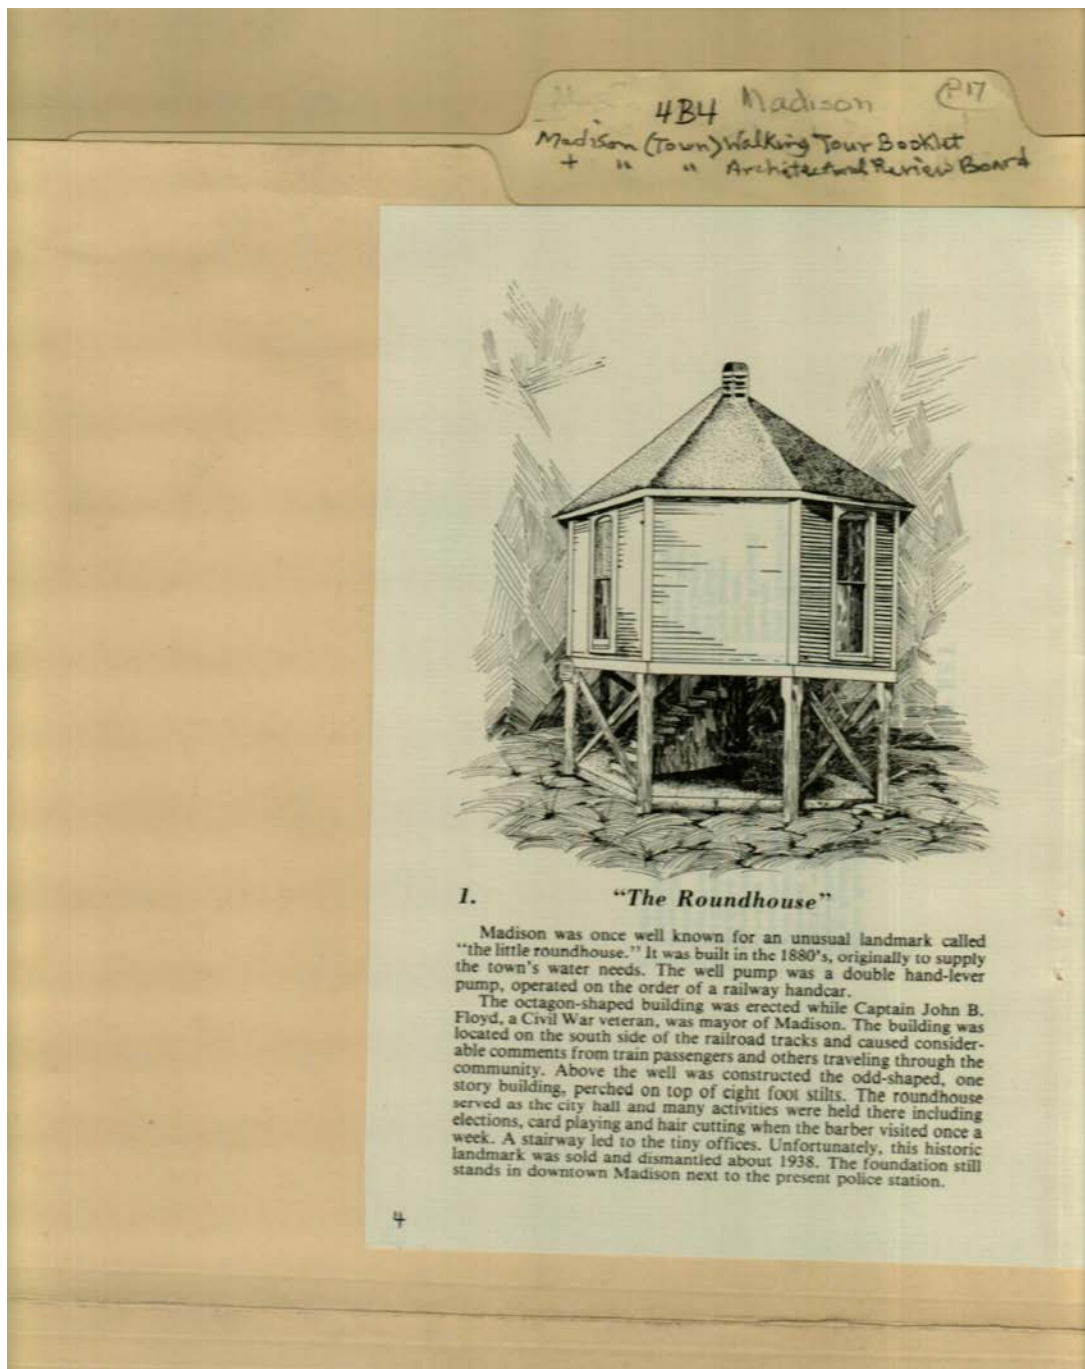 4B4 Madison P17
Madison (Town) Walking Tour Booklet
+ " " Architectural Review Board
1. "The Roundhouse"
Madison was once well known for an unusual landmark called
"the little roundhouse." It was built in the 1880's, originally to supply
the town's water needs. The well pump was a double hand-lever
pump, operated on the order of a railway handcar.
The octagon-shaped building was erected while Captain John B.
Floyd, a Civil War veteran, was mayor of Madison. The building was
located on the south side of the railroad tracks and caused consider-
able comments from train passengers and others traveling through the
community. Above the well was constructed the odd-shaped, one
story building, perched on top of eight foot stilts. The roundhouse
served as the city hall and many activities were held there including
elections, card playing and hair cutting when the barber visited once a
week. A stairway led to the tiny offices. Unfortunately, this historic
landmark was sold and dismantled about 1938. The foundation still
stands in downtown Madison next to the present police station.
4